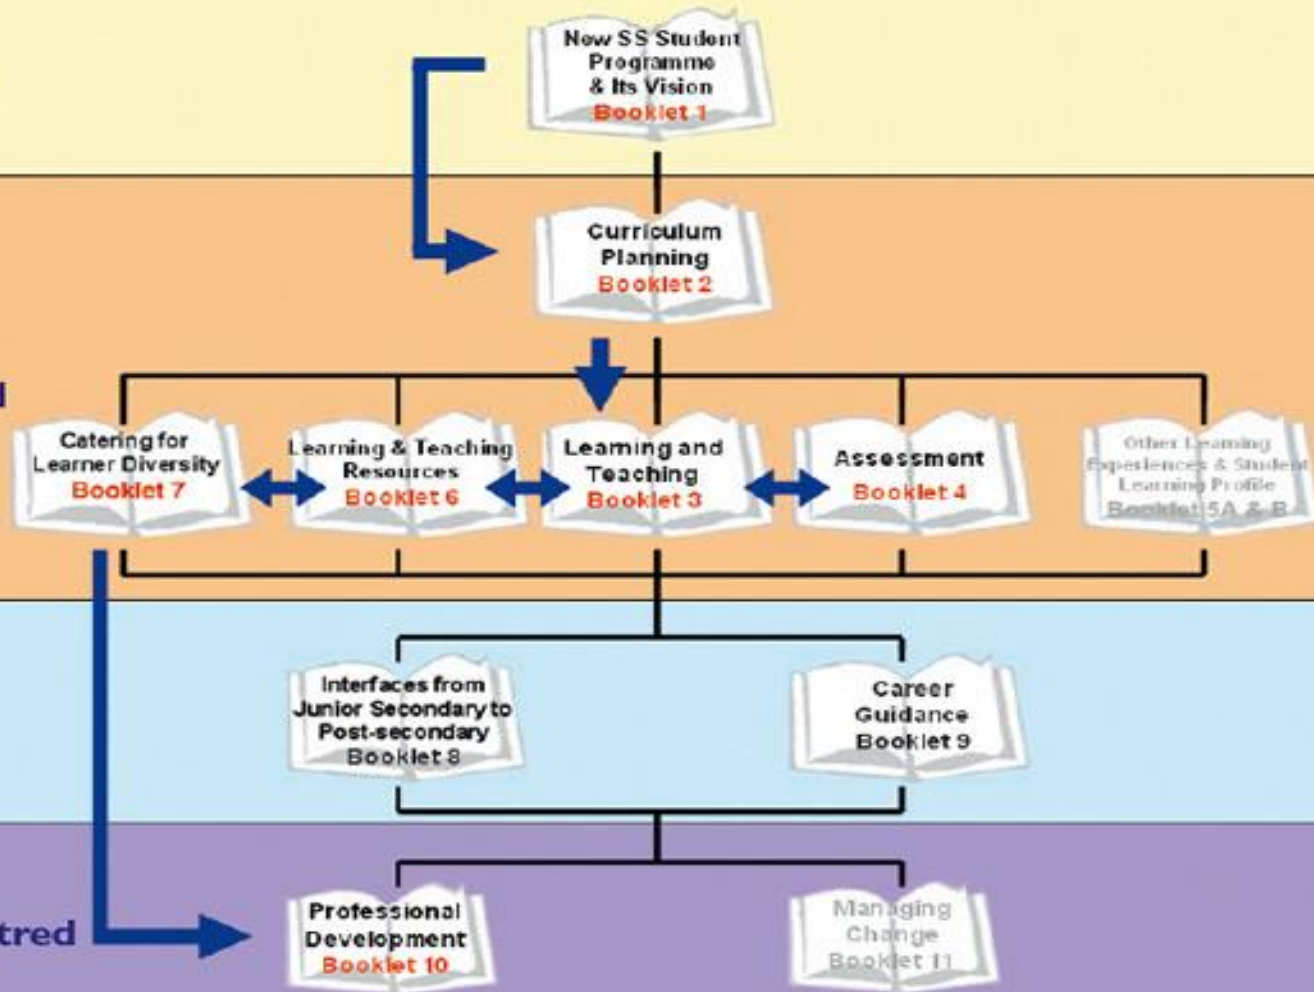 New SS Student
Programme
& Its Vision
Booklet 1
Curriculum
Planning
Booklet 2
Catering for
Learner Diversity
Booklet 7
Learning & Teaching
Resources
Booklet 6
Learning and
Teaching
Booklet 3
Assessment
Booklet 4
Other Learning
Experiences & Student
Learning Profile
Booklet 5A & B
Interfaces from
Junior Secondary to
Post-secondary
Booklet 8
Career
Guidance
Booklet 9
tred
Professional
Development
Booklet 10
Managing
Change
Booklet 11